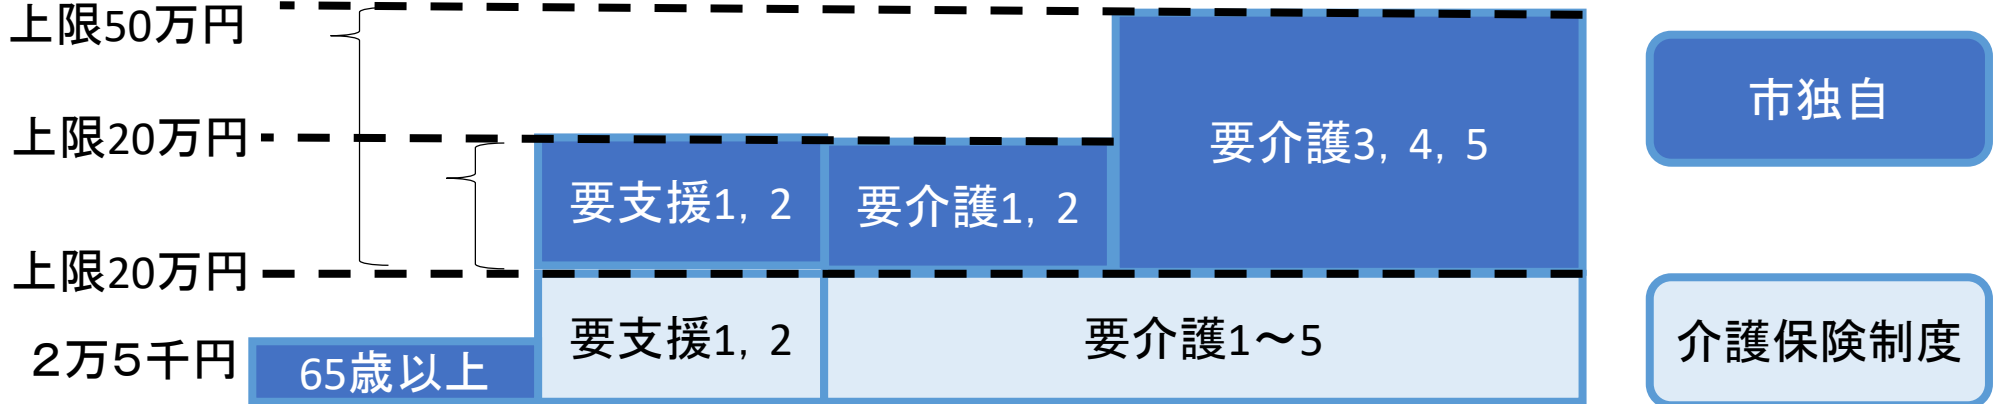 上限50万円
市独自
上限20万円
要介護3，4，5
要支援1，2
要介護1，2
上限20万円
要支援1，2
要介護1～5
介護保険制度
２万５千円
65歳以上